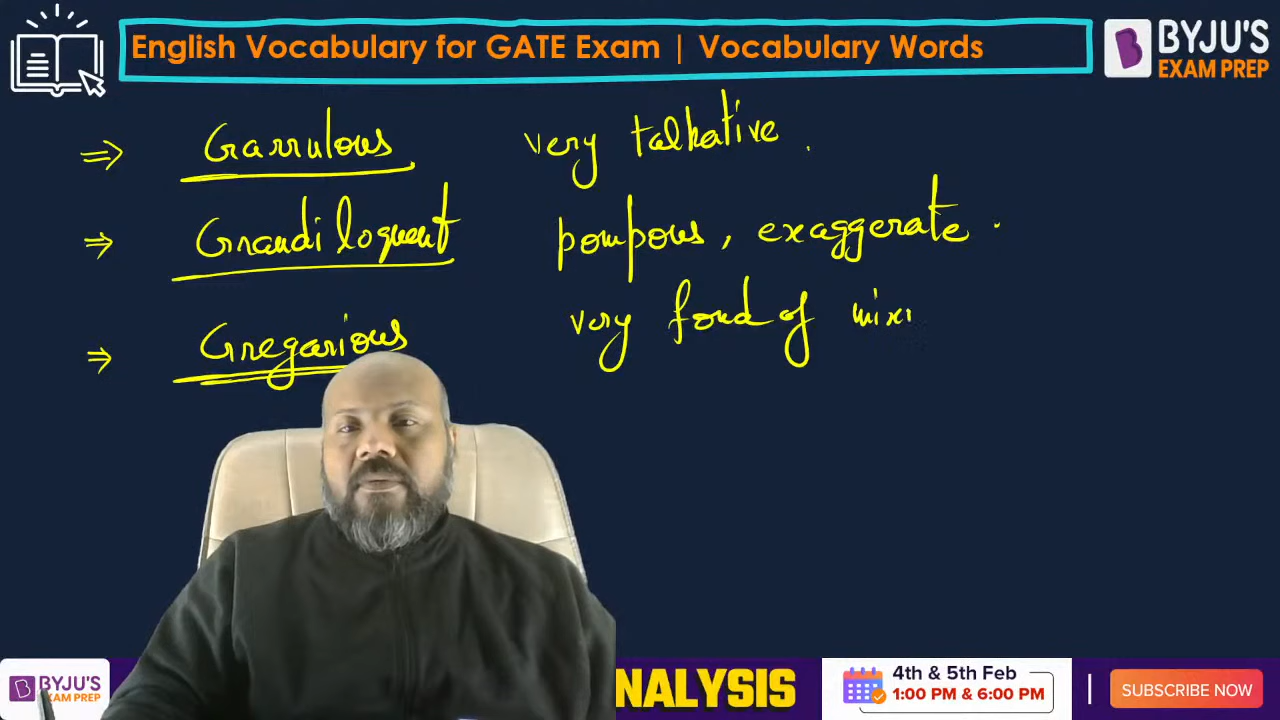 English Vocabulary for GATE Exam | Vocabulary Words
BYJU'S
EXAM PREP
⇒ Garrulous very talkative.
⇒ Grandiloquent pompous, exaggerate.
⇒ Gregarious very fond of mixi
BYJU'S
EXAM PREP
NALYSIS
4th & 5th Feb
1:00 PM & 6:00 PM
SUBSCRIBE NOW